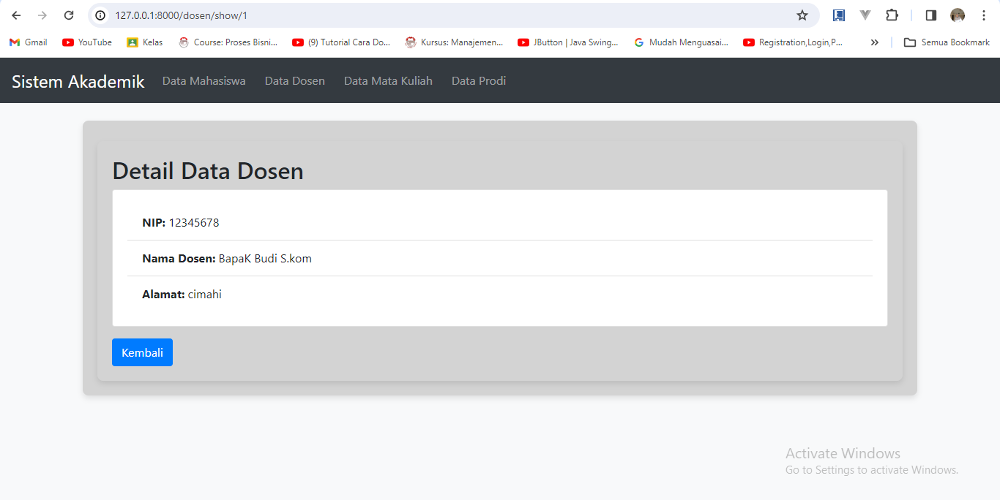 127.0.0.1:8000/dosen/show/1
Gmail YouTube Kelas Course: Proses Bisni... (9) Tutorial Cara Do... Kursus: Manajemen... JButton | Java Swing... Mudah Menguasai... Registration,Login,P... » Semua Bookmark
Sistem Akademik Data Mahasiswa Data Dosen Data Mata Kuliah Data Prodi
Detail Data Dosen
NIP: 12345678
Nama Dosen: BapaK Budi S.kom
Alamat: cimahi
Kembali
Activate Windows
Go to Settings to activate Windows.